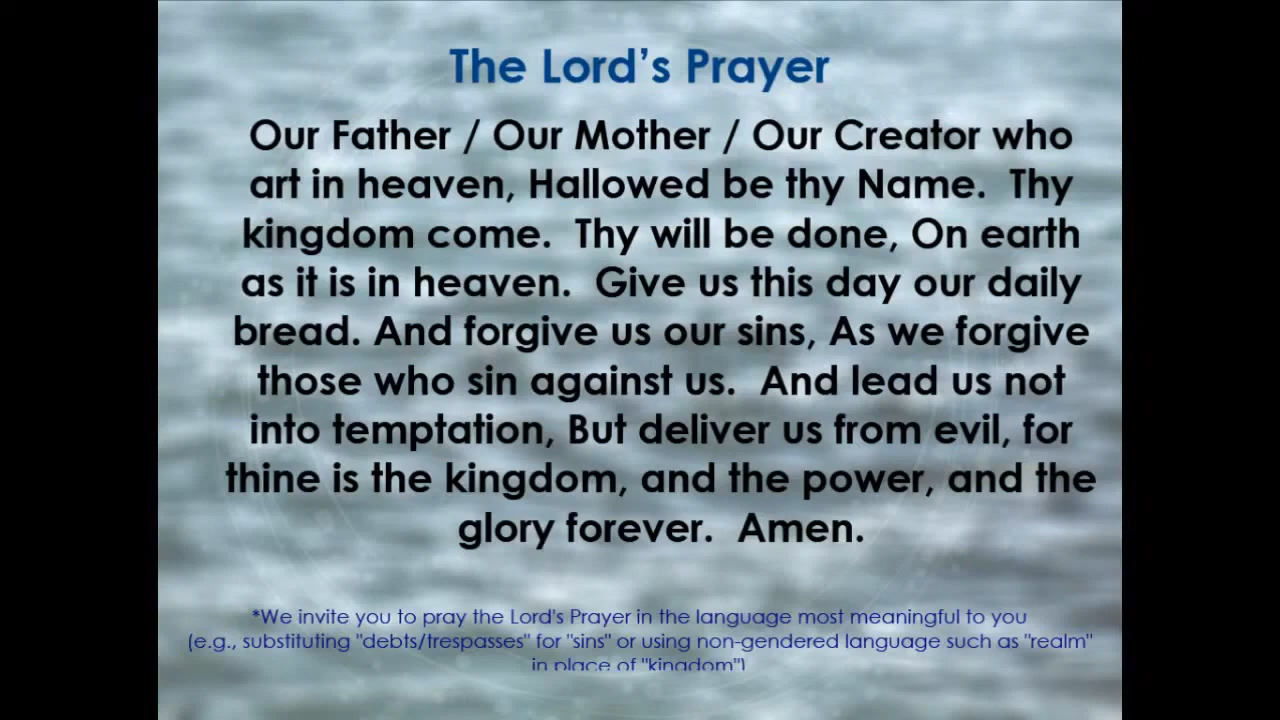 The Lord’s Prayer
Our Father / Our Mother / Our Creator who
art in heaven, Hallowed be thy Name.  Thy
kingdom come.  Thy will be done, On earth
as it is in heaven.  Give us this day our daily
bread. And forgive us our sins, As we forgive
those who sin against us.  And lead us not
into temptation, But deliver us from evil, for
thine is the kingdom, and the power, and the
glory forever.  Amen.
*We invite you to pray the Lord's Prayer in the language most meaningful to you
(e.g., substituting "debts/trespasses" for "sins" or using non-gendered language such as "realm"
in place of "kingdom")